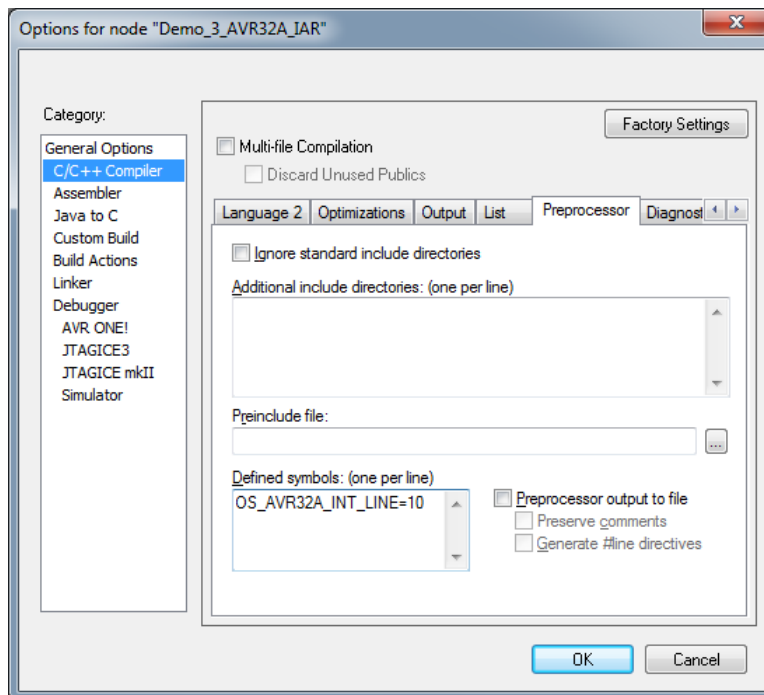 Options for node "Demo_3_AVR32A_IAR"
Category:
General Options
C/C++ Compiler
Assembler
Java to C
Custom Build
Build Actions
Linker
Debugger
AVR ONE!
JTAGICE3
JTAGICE mkII
Simulator
Factory Settings
Multi-file Compilation
Discard Unused Publics
Language 2 Optimizations Output List Preprocessor Diagnost
Ignore standard include directories
Additional include directories: (one per line)
Preinclude file:
...
Defined symbols: (one per line)
OS_AVR32A_INT_LINE=10
Preprocessor output to file
Preserve comments
Generate #line directives
OK Cancel